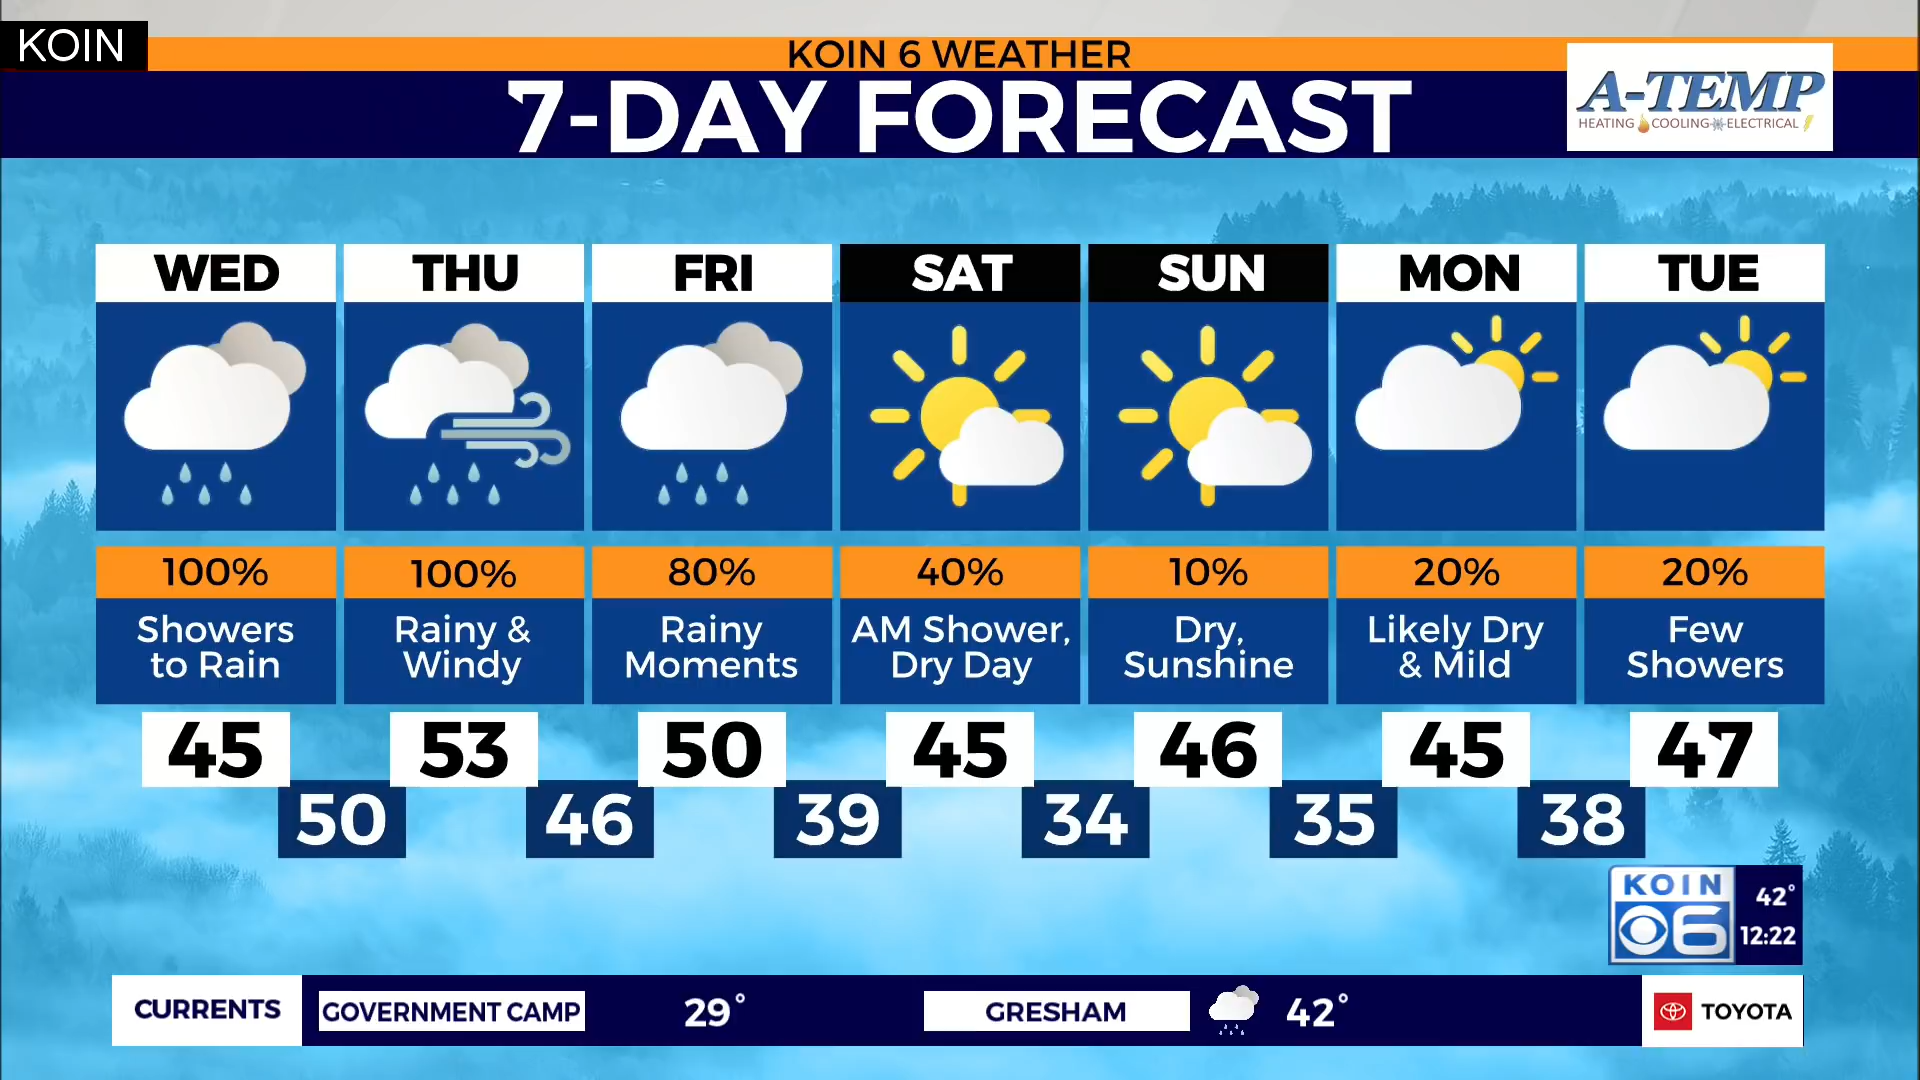 KOIN
KOIN 6 WEATHER
7-DAY FORECAST
A-TEMP
HEATING COOLING ELECTRICAL
WED THU FRI SAT SUN MON TUE
100% 100% 80% 40% 10% 20% 20%
Showers Rainy & Rainy AM Shower, Dry, Likely Dry Few
to Rain Windy Moments Dry Day Sunshine & Mild Showers
45 53 50 45 46 45 47
50 46 39 34 35 38
KOIN 42°
6 12:22
CURRENTS GOVERNMENT CAMP 29° GRESHAM 42° TOYOTA